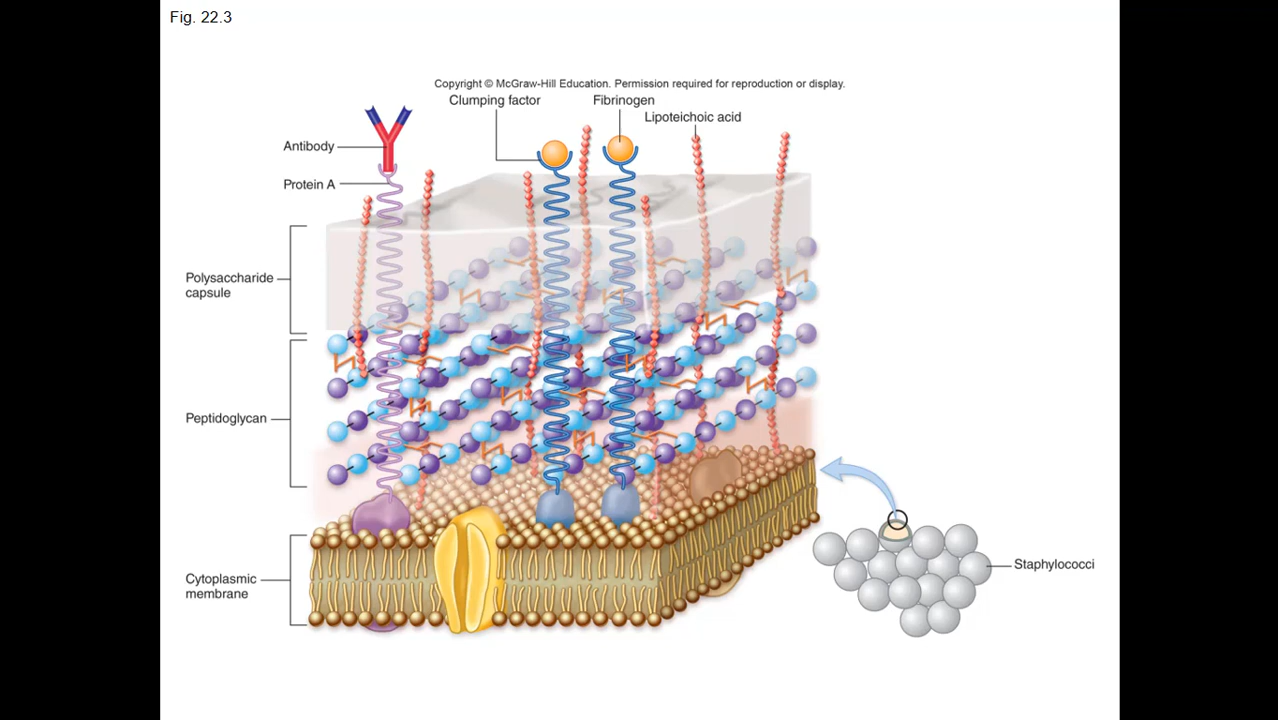 Fig. 22.3
Copyright © McGraw-Hill Education. Permission required for reproduction or display.
Clumping factor
Fibrinogen
Lipoteichoic acid
Antibody
Protein A
Polysaccharide
capsule
Peptidoglycan
Cytoplasmic
membrane
Staphylococci